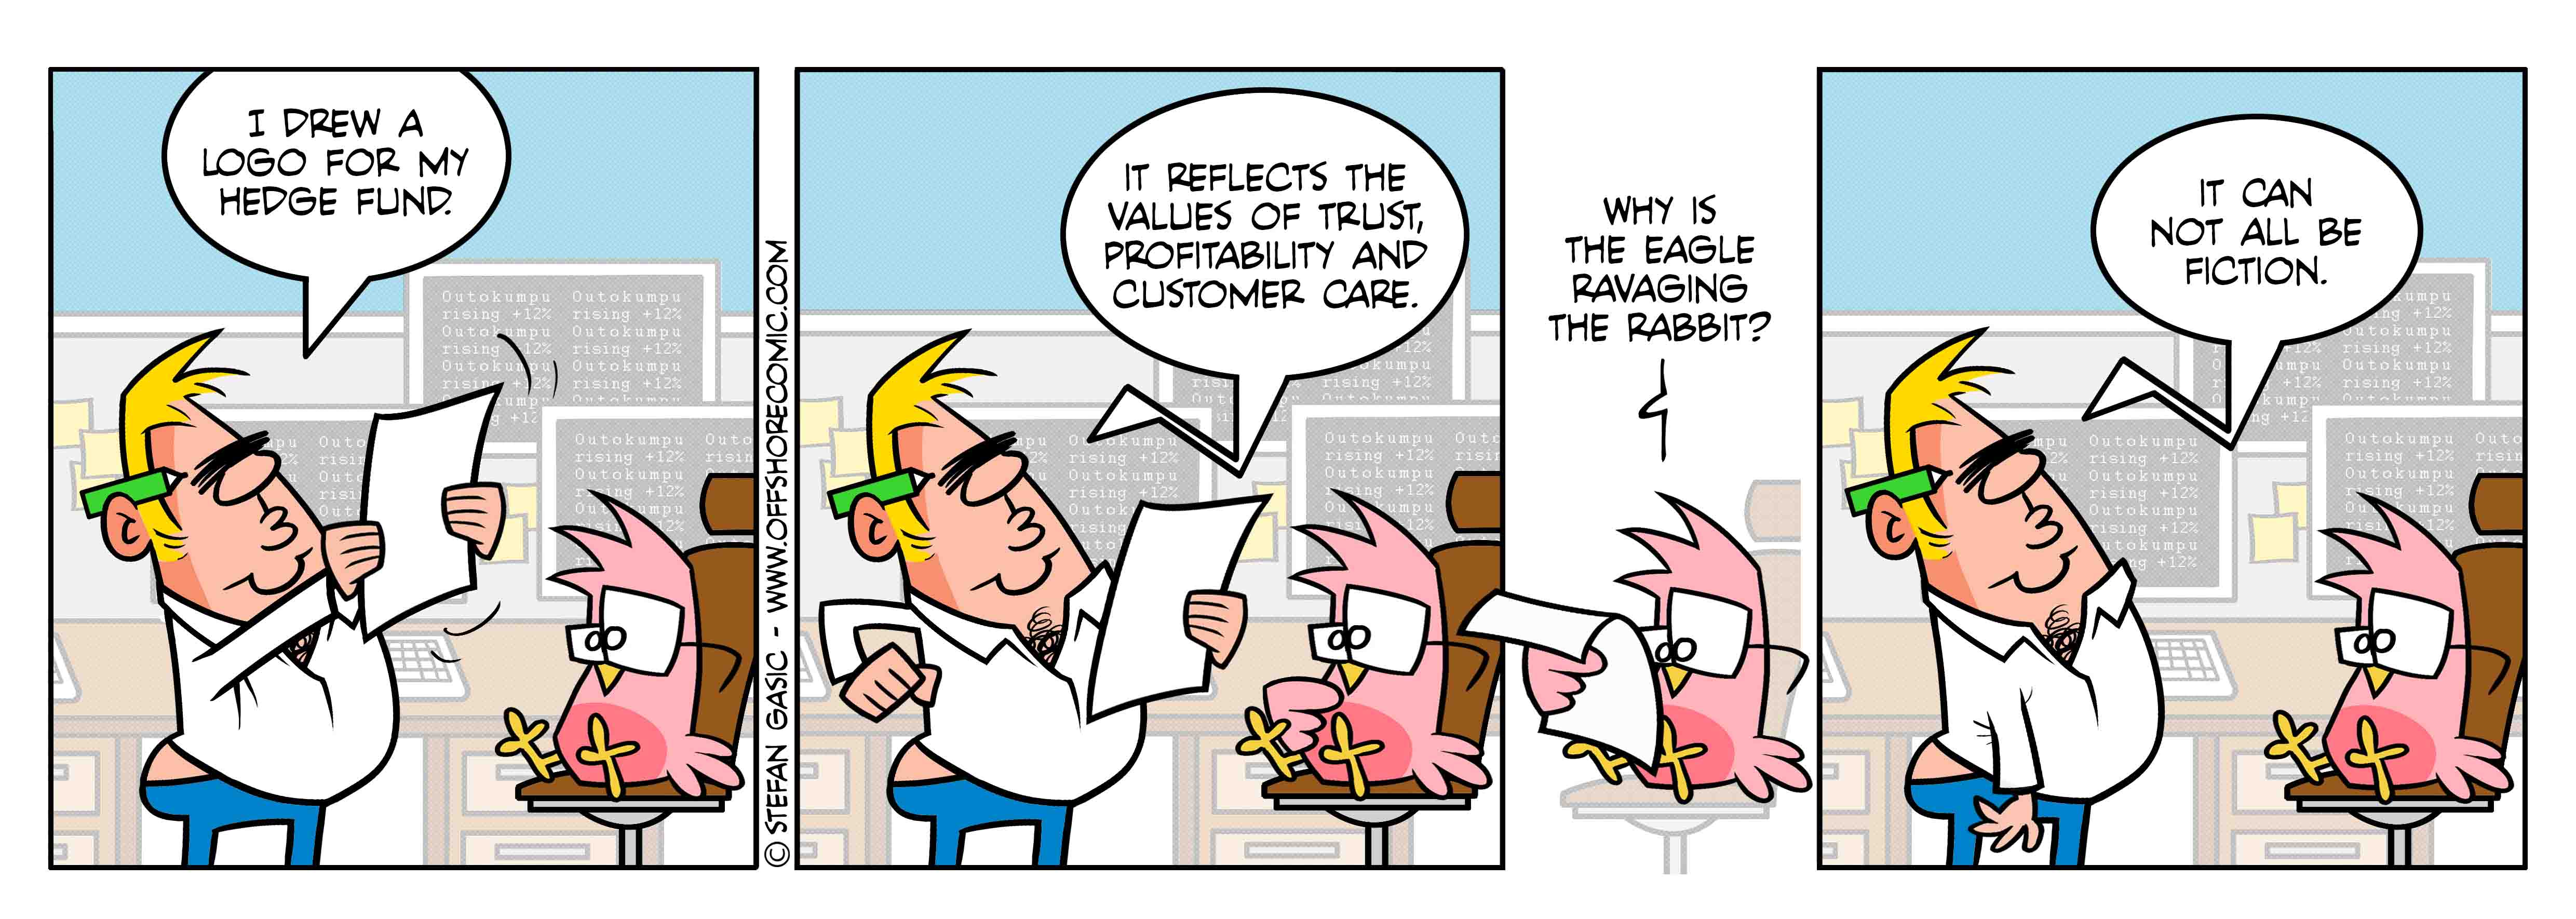 I DREW A
LOGO FOR MY
HEDGE FUND.
Outokumpu Outokumpu
rising +12% rising +12%
Outokumpu Outokumpu
rising +12% rising +12%
Outokumpu Outokumpu
© STEFAN GASIC - WWW.OFFSHORECOMIC.COM
IT REFLECTS THE
VALUES OF TRUST,
PROFITABILITY AND
CUSTOMER CARE.
WHY IS
THE EAGLE
RAVAGING
THE RABBIT?
IT CAN
NOT ALL BE
FICTION.